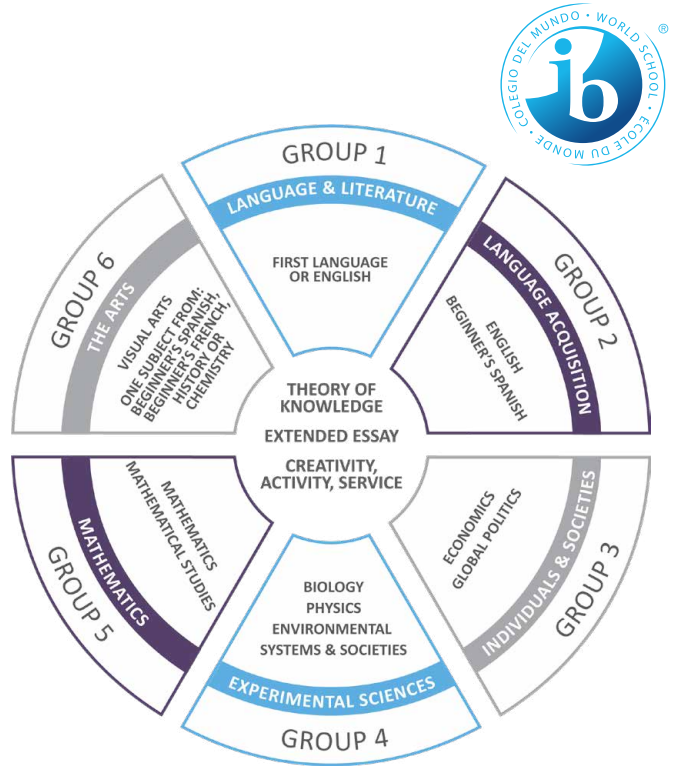 COLEGIO DEL MUNDO • WORLD SCHOOL • ÉCOLE DU MONDE •
®
ib
GROUP 1
LANGUAGE & LITERATURE
FIRST LANGUAGE
OR ENGLISH
GROUP 2
LANGUAGE ACQUISITION
ENGLISH
BEGINNER'S SPANISH
GROUP 3
INDIVIDUALS & SOCIETIES
ECONOMICS
GLOBAL POLITICS
GROUP 4
EXPERIMENTAL SCIENCES
BIOLOGY
PHYSICS
ENVIRONMENTAL
SYSTEMS & SOCIETIES
GROUP 5
MATHEMATICS
MATHEMATICS
MATHEMATICAL STUDIES
GROUP 6
THE ARTS
VISUAL ARTS
ONE SUBJECT FROM:
BEGINNER'S SPANISH,
BEGINNER'S FRENCH,
HISTORY OR
CHEMISTRY
THEORY OF
KNOWLEDGE
EXTENDED ESSAY
CREATIVITY,
ACTIVITY, SERVICE